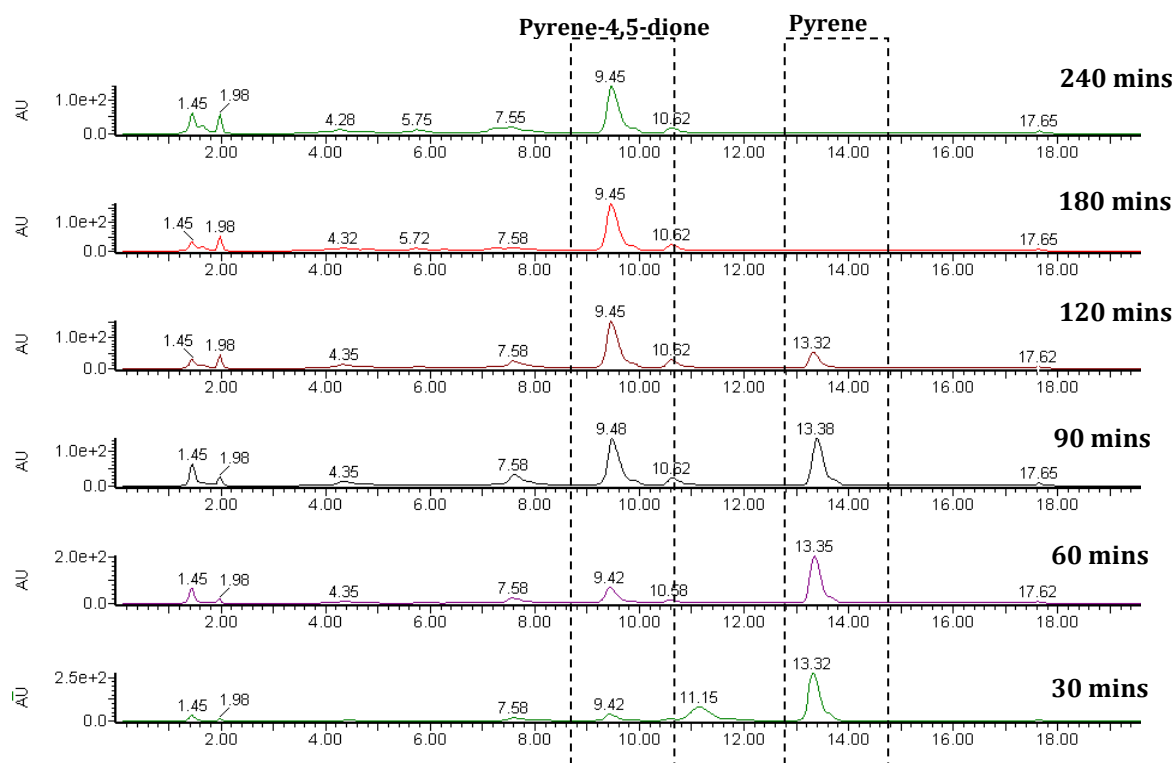 Pyrene-4,5-dione Pyrene
240 mins
AU 1.0e+2 0.0
1.45 1.98 4.28 5.75 7.55 9.45 10.62 17.65
2.00 4.00 6.00 8.00 10.00 12.00 14.00 16.00 18.00
180 mins
AU 1.0e+2 0.0
1.45 1.98 4.32 5.72 7.58 9.45 10.62 17.65
2.00 4.00 6.00 8.00 10.00 12.00 14.00 16.00 18.00
120 mins
AU 1.0e+2 0.0
1.45 1.98 4.35 7.58 9.45 10.62 13.32 17.62
2.00 4.00 6.00 8.00 10.00 12.00 14.00 16.00 18.00
90 mins
AU 1.0e+2 0.0
1.45 1.98 4.35 7.58 9.48 10.62 13.38 17.65
2.00 4.00 6.00 8.00 10.00 12.00 14.00 16.00 18.00
60 mins
AU 2.0e+2 0.0
1.45 1.98 4.35 7.58 9.42 10.58 13.35 17.62
2.00 4.00 6.00 8.00 10.00 12.00 14.00 16.00 18.00
30 mins
AU 2.5e+2 0.0
1.45 1.98 7.58 9.42 11.15 13.32
2.00 4.00 6.00 8.00 10.00 12.00 14.00 16.00 18.00